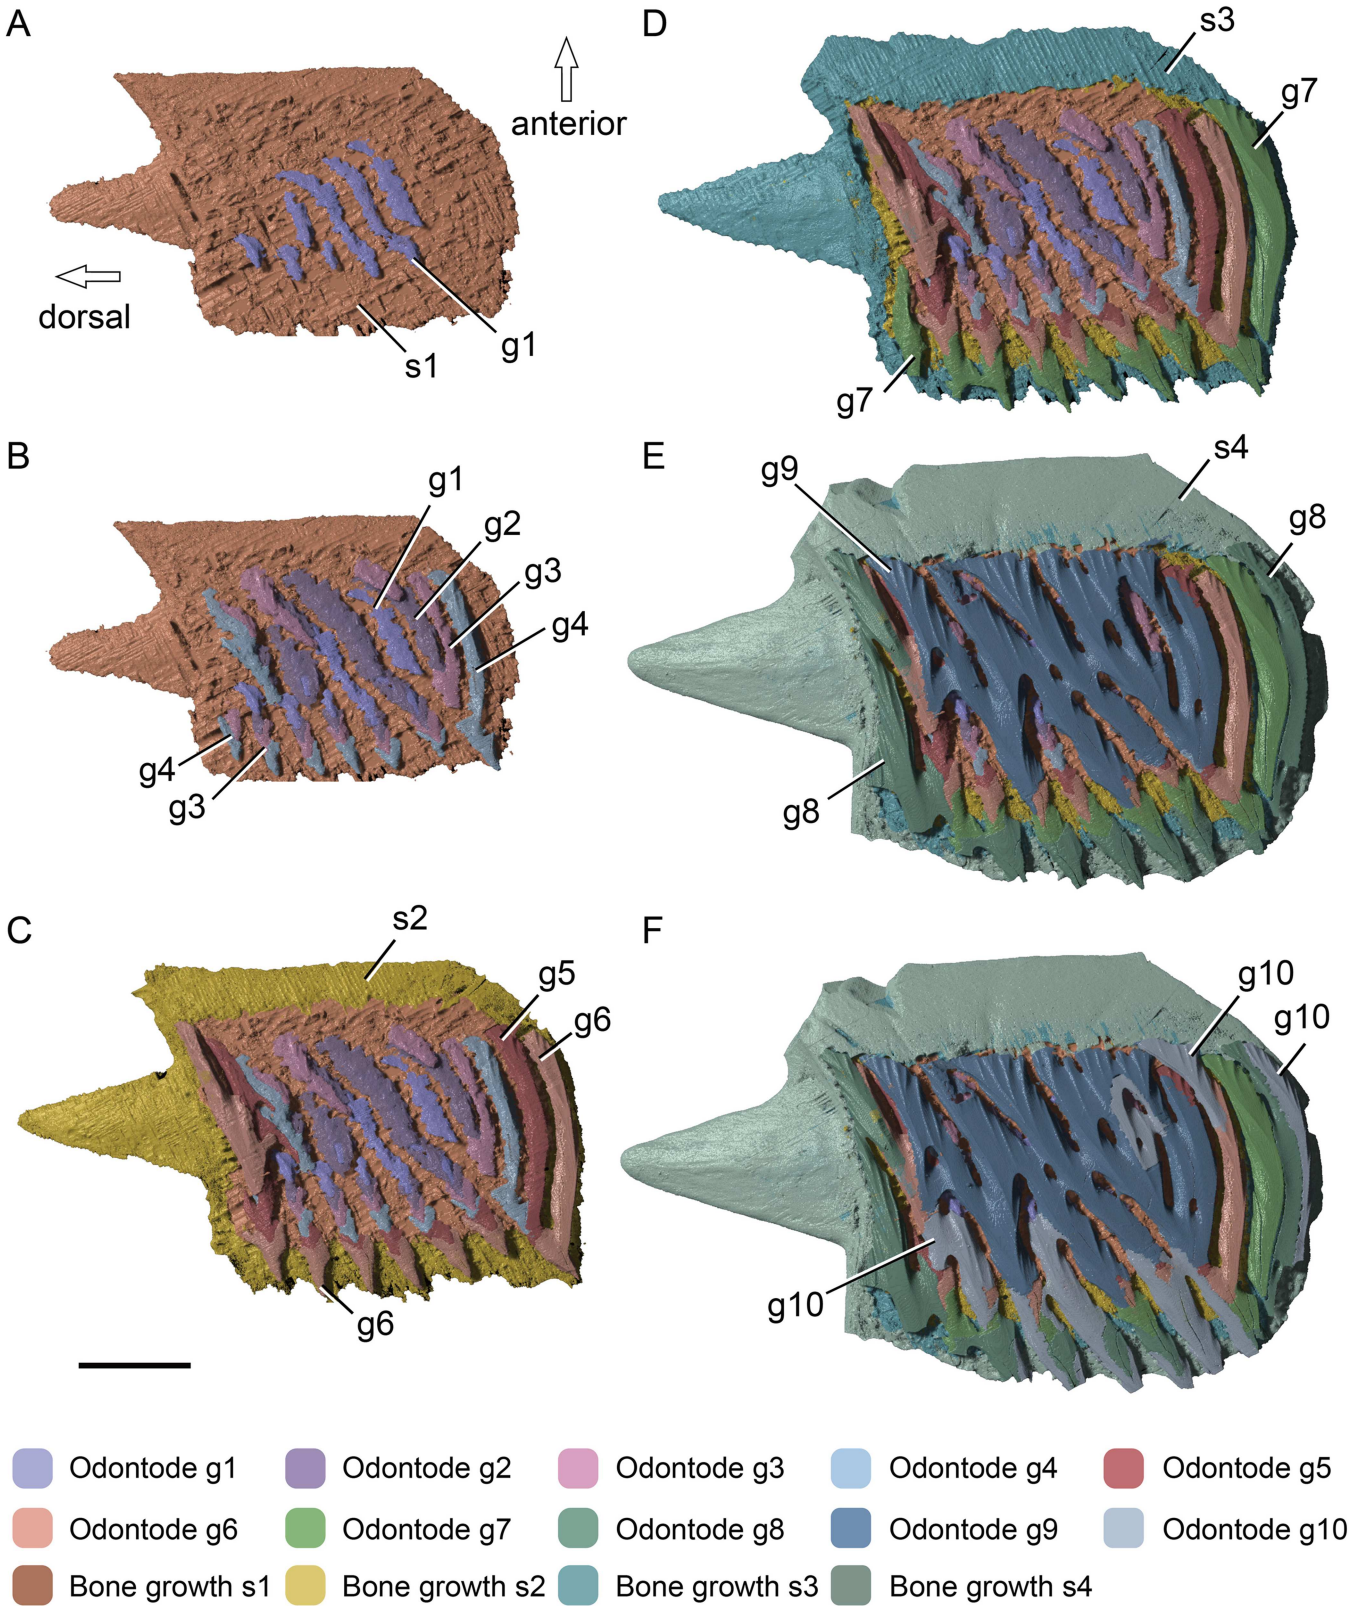 A
anterior
dorsal
g1
s1
B
g1
g2
g3
g4
g4
g3
C
s2
g5
g6
g6
D
s3
g7
g7
E
g9
s4
g8
g8
F
g10
g10
g10
Odontode g1 Odontode g2 Odontode g3 Odontode g4 Odontode g5
Odontode g6 Odontode g7 Odontode g8 Odontode g9 Odontode g10
Bone growth s1 Bone growth s2 Bone growth s3 Bone growth s4